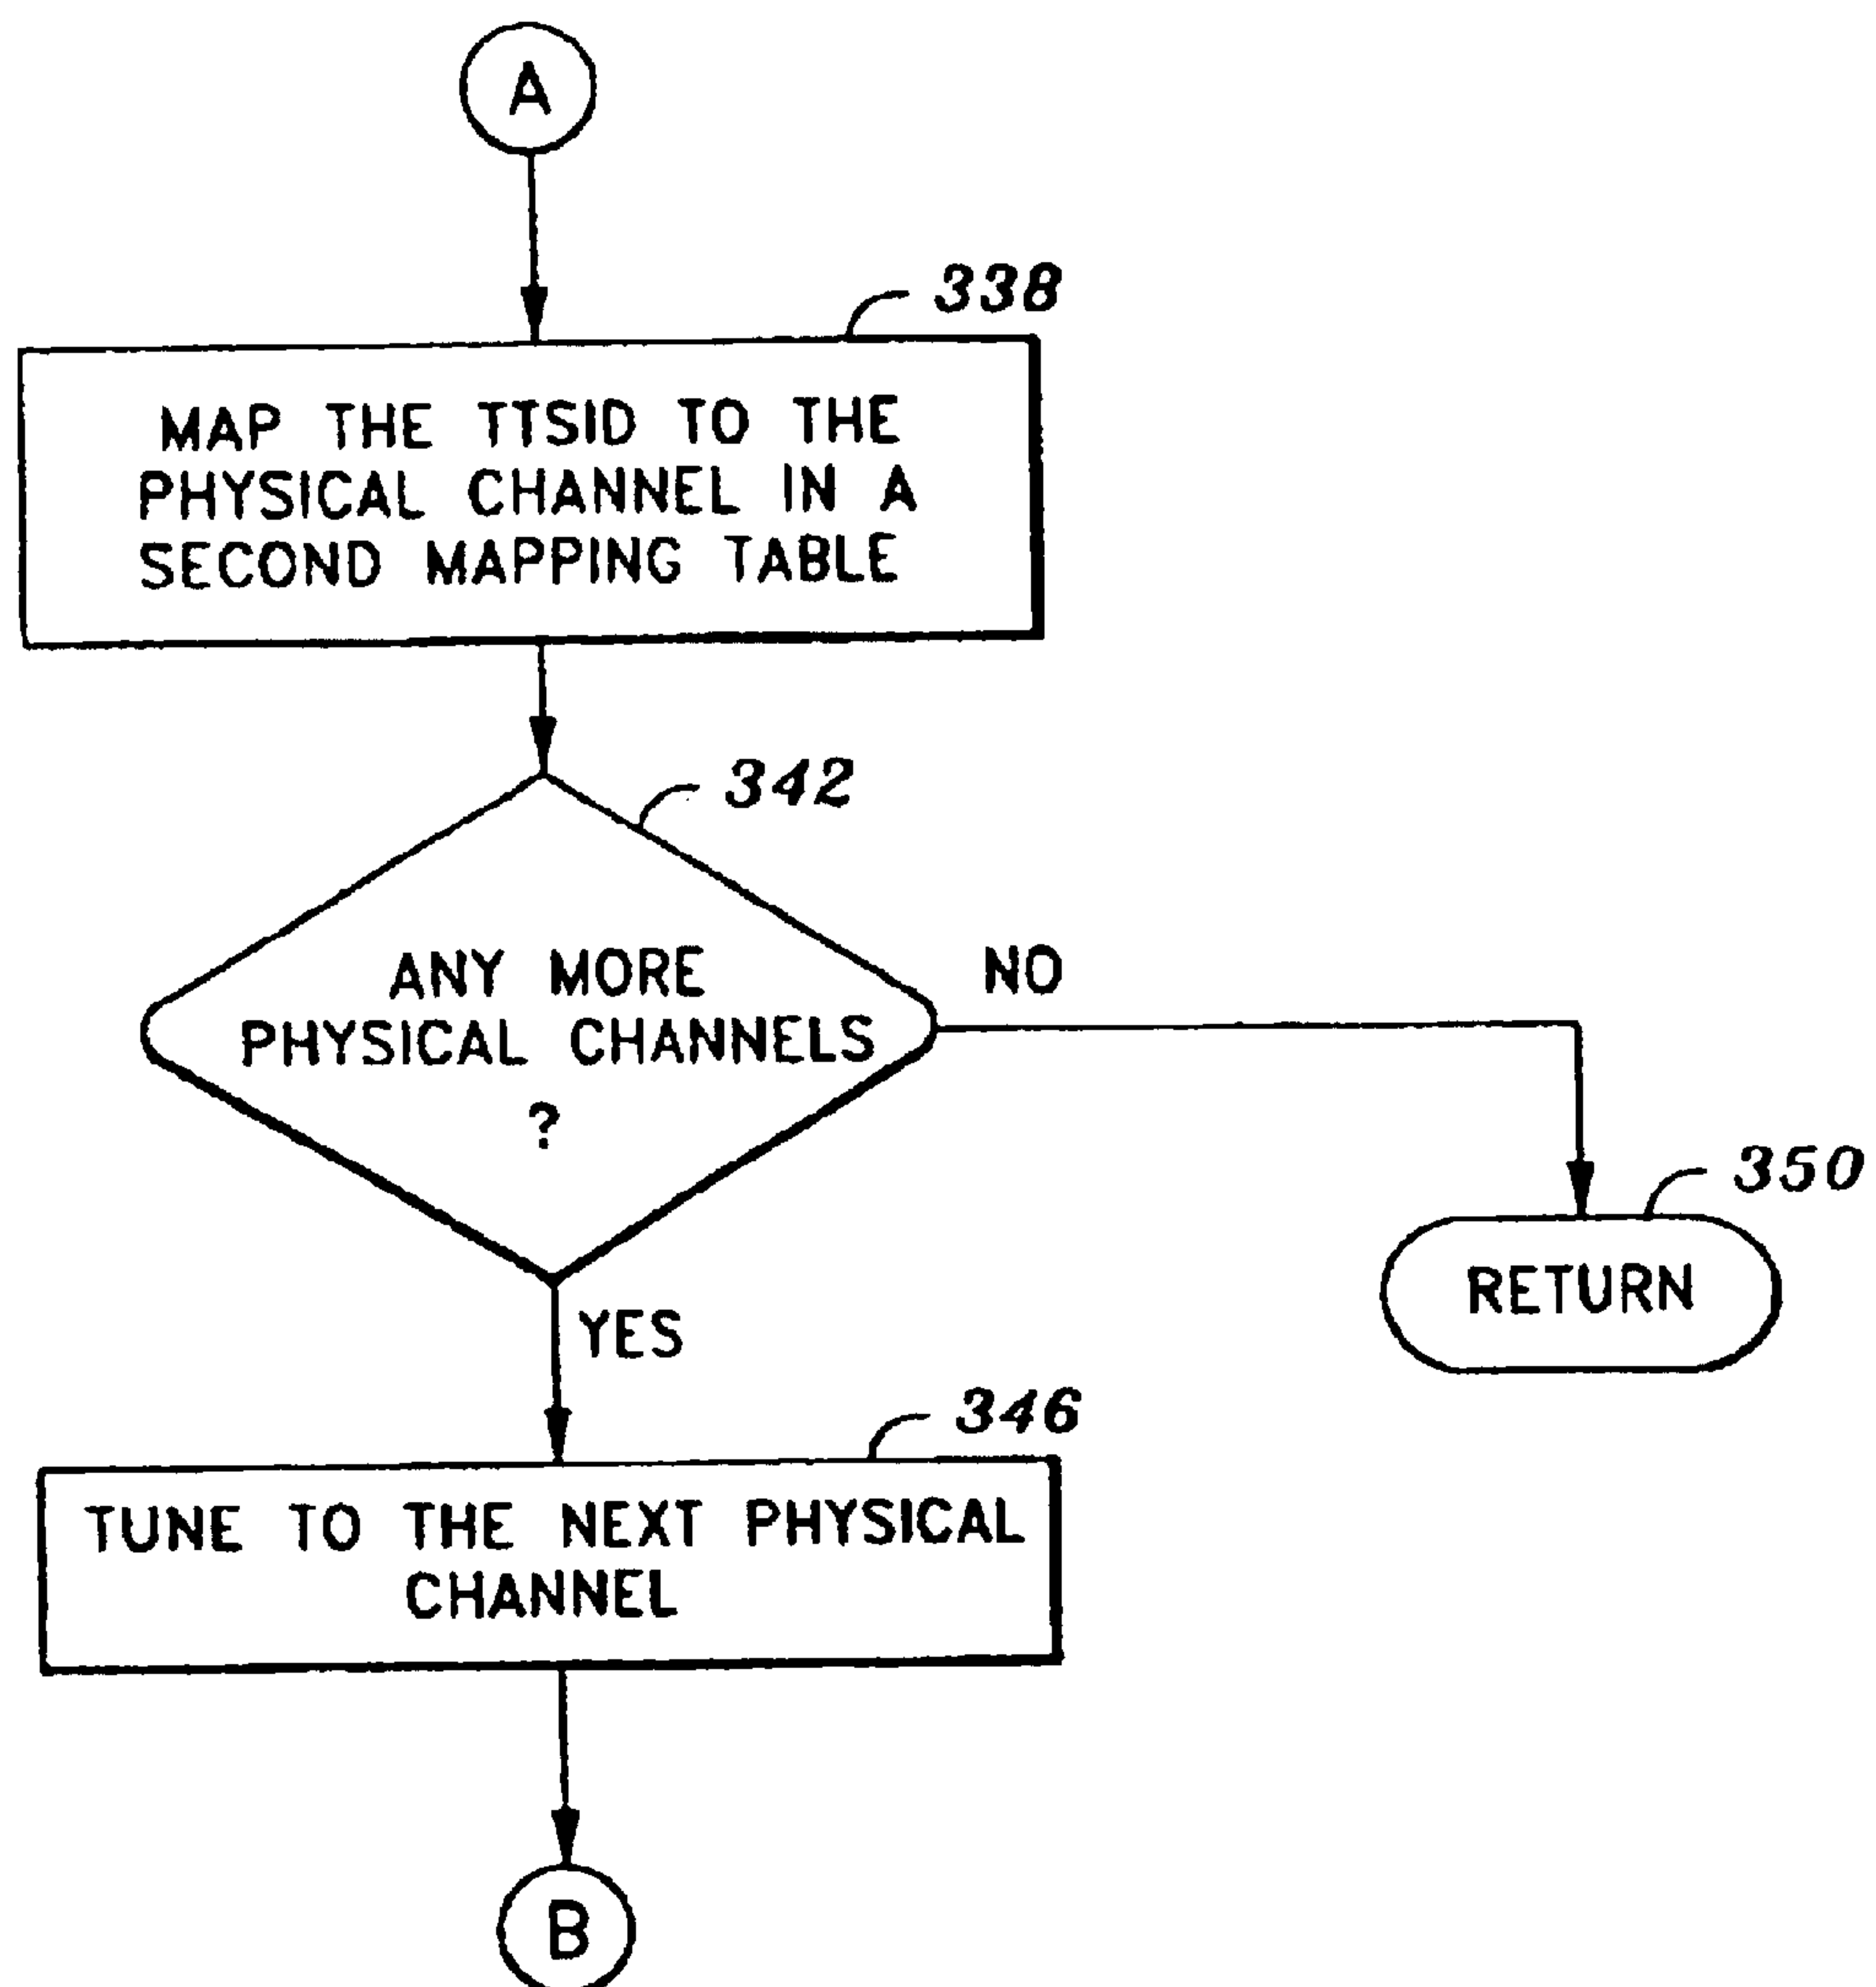 A
338
MAP THE TTSID TO THE
PHYSICAL CHANNEL IN A
SECOND MAPPING TABLE
342
ANY MORE
PHYSICAL CHANNELS
?
NO
350
RETURN
YES
346
TUNE TO THE NEXT PHYSICAL
CHANNEL
B